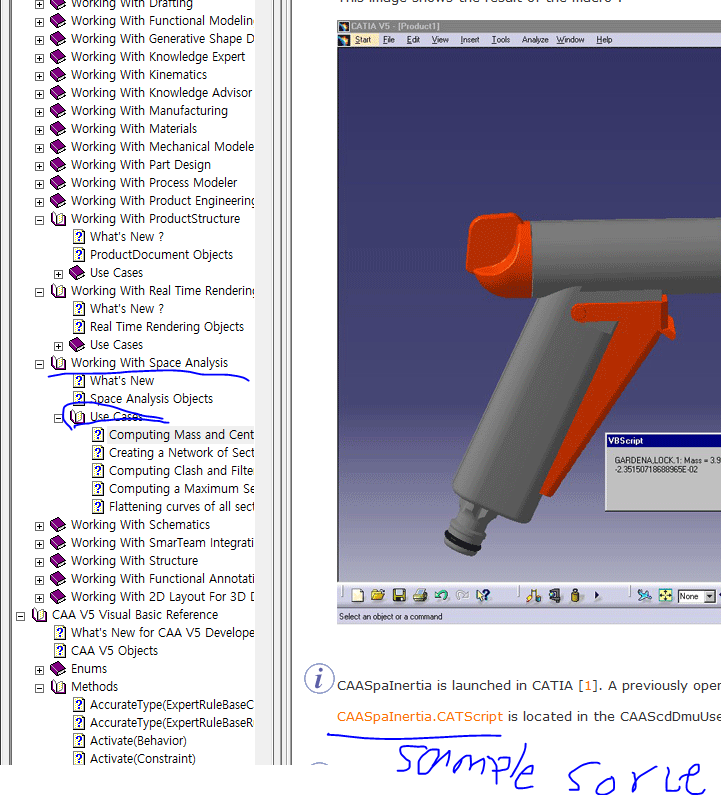 Working With Drafting
Working With Functional Modelin
Working With Generative Shape D
Working With Knowledge Expert
Working With Kinematics
Working With Knowledge Advisor
Working With Manufacturing
Working With Materials
Working With Mechanical Modele
Working With Part Design
Working With Process Modeler
Working With Product Engineering
Working With ProductStructure
What's New ?
ProductDocument Objects
Use Cases
Working With Real Time Rendering
What's New ?
Real Time Rendering Objects
Use Cases
Working With Space Analysis
What's New
Space Analysis Objects
Use Cases
Computing Mass and Cent
Creating a Network of Sect
Computing Clash and Filte
Computing a Maximum Se
Flattening curves of all sect
Working With Schematics
Working With SmarTeam Integrati
Working With Structure
Working With Functional Annotati
Working With 2D Layout For 3D D
CAA V5 Visual Basic Reference
What's New for CAA V5 Develope
CAA V5 Objects
Enums
Methods
AccurateType(ExpertRuleBaseC
AccurateType(ExpertRuleBaseR
Activate(Behavior)
Activate(Constraint)
This image shows the result of the macro :
CATIA V5 - [Product1]
Start File Edit View Insert Tools Analyze Window Help
VBScript
GARDENA,LOCK,1: Mass = 3.9
-2.35150718688965E-02
None
Select an object or a command
CAASpaInertia is launched in CATIA [1]. A previously oper
CAASpaInertia.CATScript is located in the CAAScdDmuUse
sample sorce